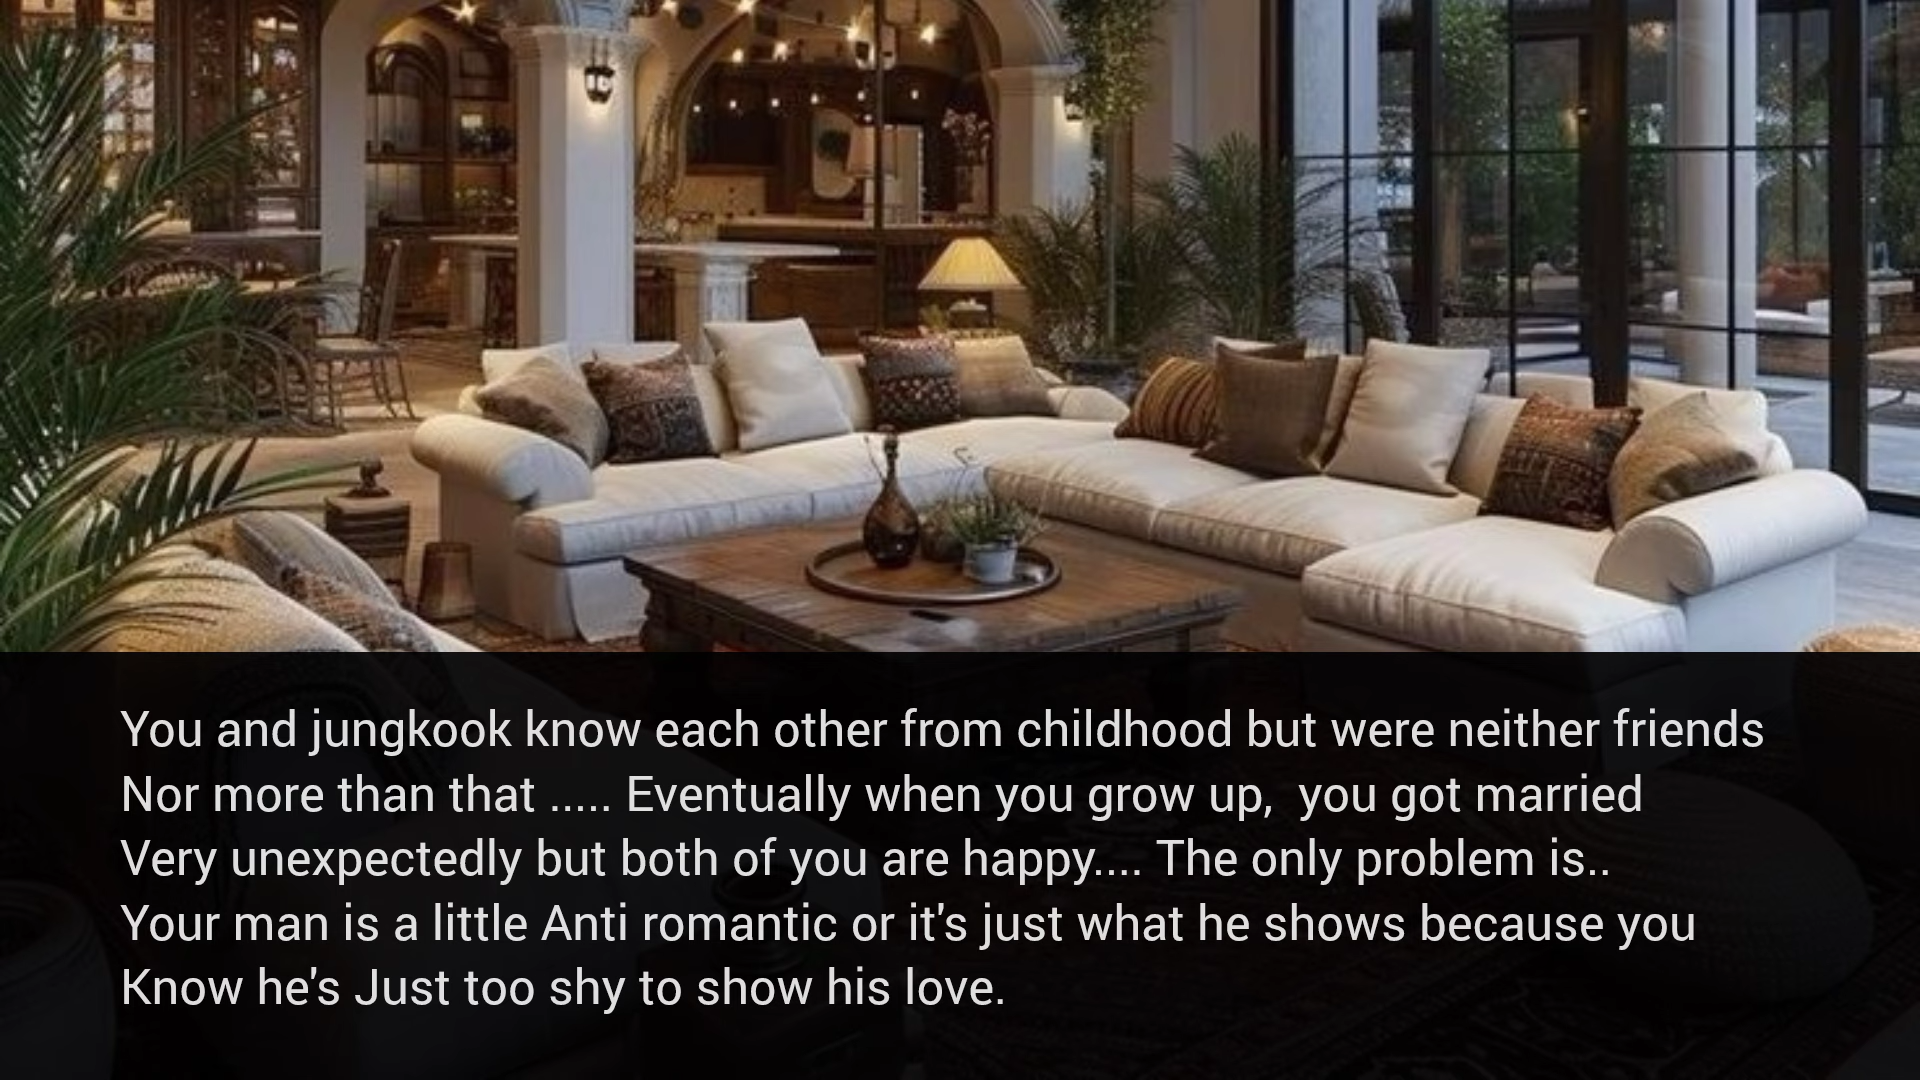 You and jungkook know each other from childhood but were neither friends
Nor more than that ..... Eventually when you grow up,  you got married
Very unexpectedly but both of you are happy.... The only problem is..
Your man is a little Anti romantic or it's just what he shows because you
Know he's Just too shy to show his love.